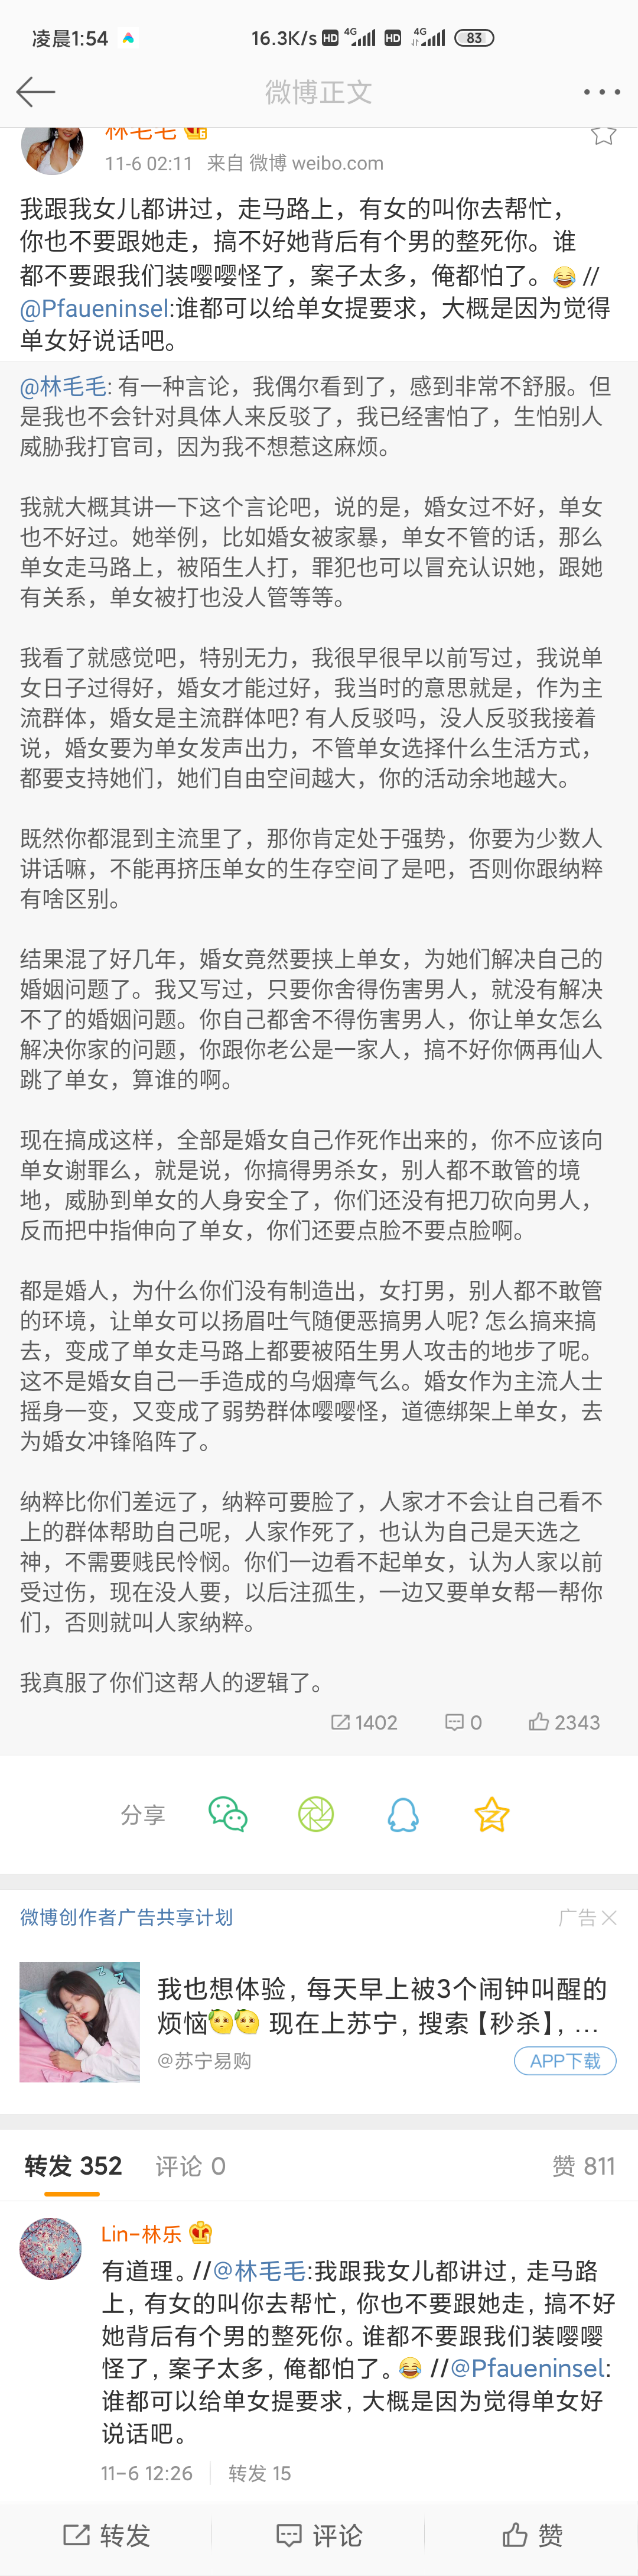 凌晨1:54
16.3K/s HD 4G HD 4G 83
微博正文
林毛毛
11-6 02:11 来自 微博 weibo.com
我跟我女儿都讲过，走马路上，有女的叫你去帮忙，
你也不要跟她走，搞不好她背后有个男的整死你。谁
都不要跟我们装嘤嘤怪了，案子太多，俺都怕了。😂 //
@Pfaueninsel:谁都可以给单女提要求，大概是因为觉得
单女好说话吧。
@林毛毛: 有一种言论，我偶尔看到了，感到非常不舒服。但
是我也不会针对具体人来反驳了，我已经害怕了，生怕别人
威胁我打官司，因为我不想惹这麻烦。
我就大概其讲一下这个言论吧，说的是，婚女过不好，单女
也不好过。她举例，比如婚女被家暴，单女不管的话，那么
单女走马路上，被陌生人打，罪犯也可以冒充认识她，跟她
有关系，单女被打也没人管等等。
我看了就感觉吧，特别无力，我很早很早以前写过，我说单
女日子过得好，婚女才能过好，我当时的意思就是，作为主
流群体，婚女是主流群体吧? 有人反驳吗，没人反驳我接着
说，婚女要为单女发声出力，不管单女选择什么生活方式，
都要支持她们，她们自由空间越大，你的活动余地越大。
既然你都混到主流里了，那你肯定处于强势，你要为少数人
讲话嘛，不能再挤压单女的生存空间了是吧，否则你跟纳粹
有啥区别。
结果混了好几年，婚女竟然要挟上单女，为她们解决自己的
婚姻问题了。我又写过，只要你舍得伤害男人，就没有解决
不了的婚姻问题。你自己都舍不得伤害男人，你让单女怎么
解决你家的问题，你跟你老公是一家人，搞不好你俩再仙人
跳了单女，算谁的啊。
现在搞成这样，全部是婚女自己作死作出来的，你不应该向
单女谢罪么，就是说，你搞得男杀女，别人都不敢管的境
地，威胁到单女的人身安全了，你们还没有把刀砍向男人，
反而把中指伸向了单女，你们还要点脸不要点脸啊。
都是婚人，为什么你们没有制造出，女打男，别人都不敢管
的环境，让单女可以扬眉吐气随便恶搞男人呢? 怎么搞来搞
去，变成了单女走马路上都要被陌生男人攻击的地步了呢。
这不是婚女自己一手造成的乌烟瘴气么。婚女作为主流人士
摇身一变，又变成了弱势群体嘤嘤怪，道德绑架上单女，去
为婚女冲锋陷阵了。
纳粹比你们差远了，纳粹可要脸了，人家才不会让自己看不
上的群体帮助自己呢，人家作死了，也认为自己是天选之
神，不需要贱民怜悯。你们一边看不起单女，认为人家以前
受过伤，现在没人要，以后注孤生，一边又要单女帮一帮你
们，否则就叫人家纳粹。
我真服了你们这帮人的逻辑了。
1402 0 2343
分享
微博创作者广告共享计划
广告
我也想体验，每天早上被3个闹钟叫醒的
烦恼 现在上苏宁，搜索【秒杀】，...
@苏宁易购
APP下载
转发 352 评论 0 赞 811
Lin-林乐
有道理。//@林毛毛:我跟我女儿都讲过，走马路
上，有女的叫你去帮忙，你也不要跟她走，搞不好
她背后有个男的整死你。谁都不要跟我们装嘤嘤
怪了，案子太多，俺都怕了。😂 //@Pfaueninsel:
谁都可以给单女提要求，大概是因为觉得单女好
说话吧。
11-6 12:26 转发 15
转发 评论 赞